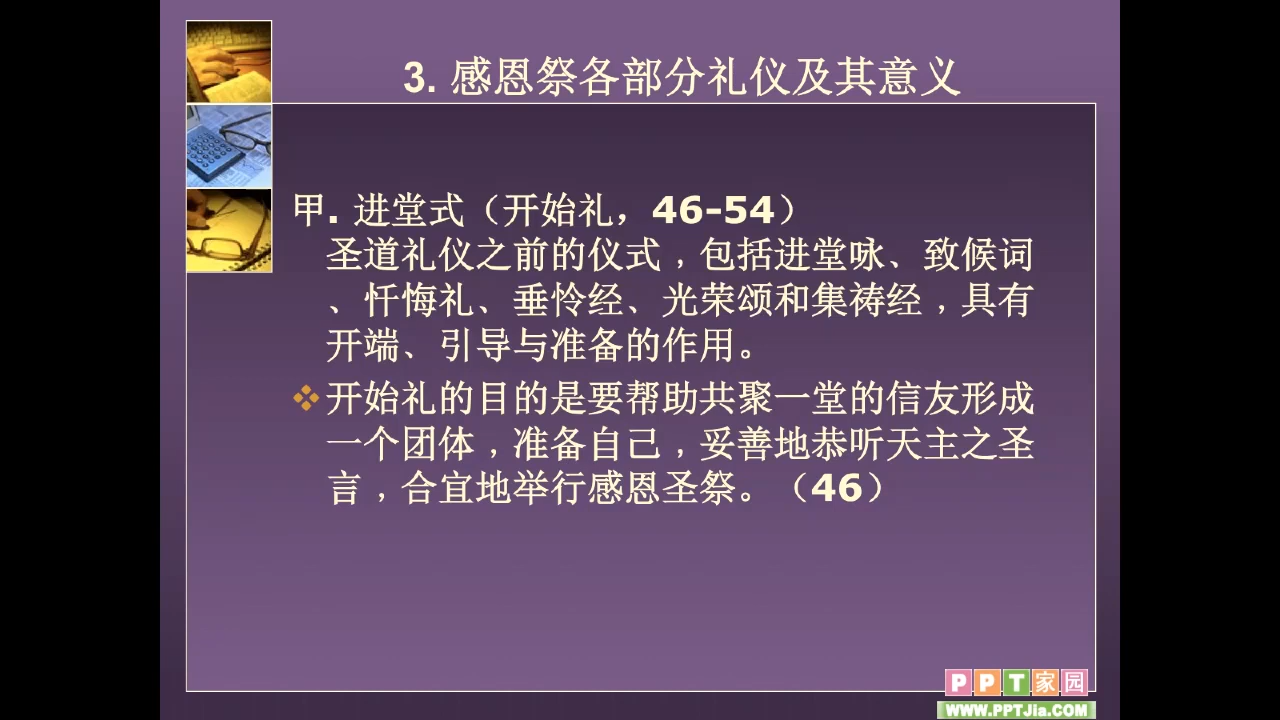 3. 感恩祭各部分礼仪及其意义
甲. 进堂式（开始礼，46-54）
圣道礼仪之前的仪式，包括进堂咏、致候词
、忏悔礼、垂怜经、光荣颂和集祷经，具有
开端、引导与准备的作用。
开始礼的目的是要帮助共聚一堂的信友形成
一个团体，准备自己，妥善地恭听天主之圣
言，合宜地举行感恩圣祭。（46）
PPT家园
WWW.PPTJia.COM